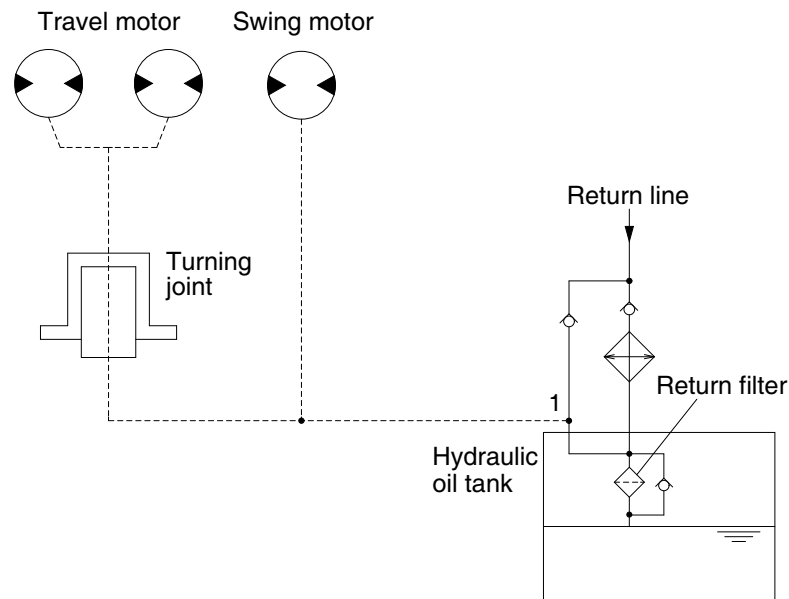 Travel motor
Swing motor
Return line
Turning
joint
Return filter
1
Hydraulic
oil tank